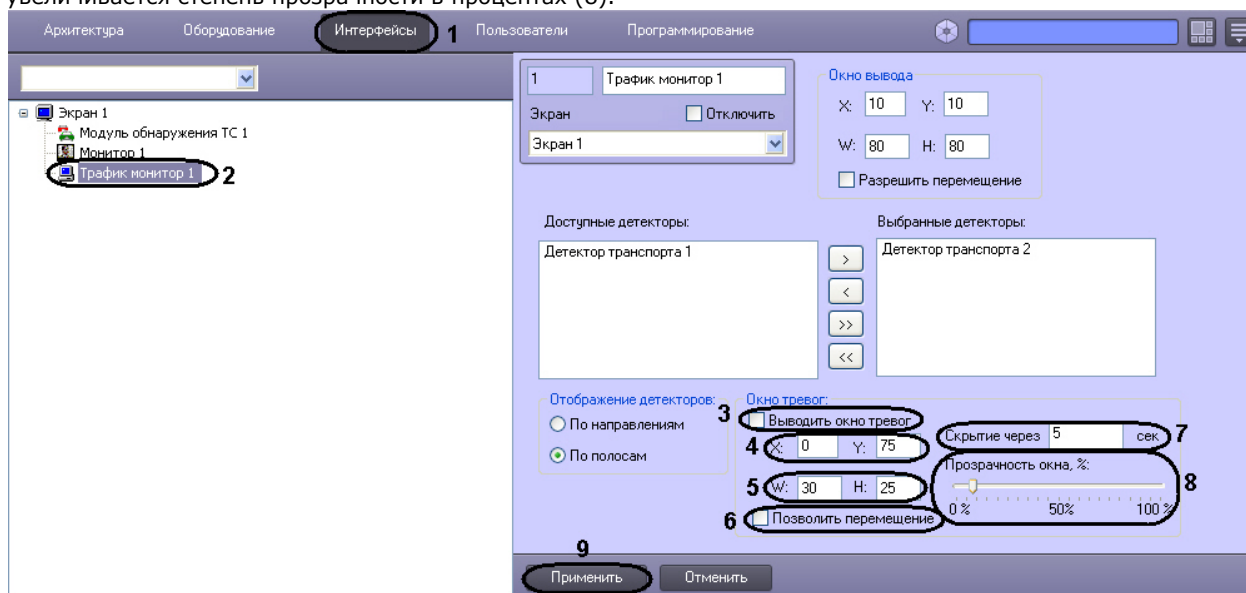 увеличивается степень прозрачности в процентах (8).
Архитектура Оборудование Интерфейсы 1 Пользователи Программирование
1 Трафик монитор 1
Экран Отключить
Экран 1
Окно вывода
X: 10 Y: 10
W: 80 H: 80
Разрешить перемещение
Экран 1
Модуль обнаружения ТС 1
Монитор 1
Трафик монитор 1 2
Доступные детекторы: Выбранные детекторы:
Детектор транспорта 1 > Детектор транспорта 2
<
>>
<<
Отображение детекторов:
По направлениям
По полосам
Окно тревог:
3 Выводить окно тревог
4 X: 0 Y: 75
5 W: 30 H: 25
6 Позволить перемещение
Скрытие через 5 сек 7
Прозрачность окна, %:
8
0 % 50% 100 %
9
Применить Отменить